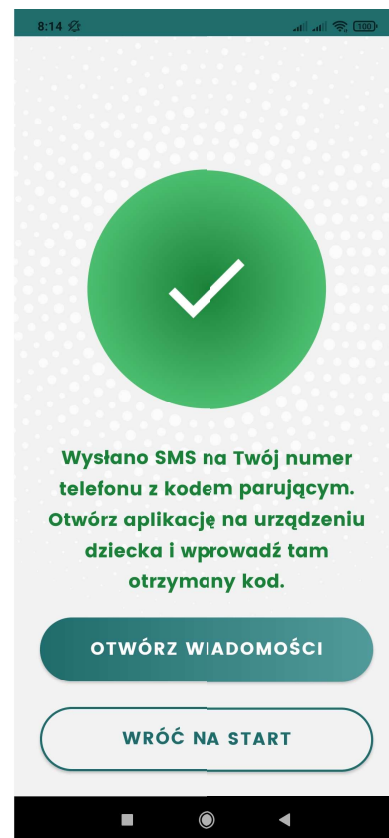 8:14
100
Wysłano SMS na Twój numer
telefonu z kodem parującym.
Otwórz aplikację na urządzeniu
dziecka i wprowadź tam
otrzymany kod.
OTWÓRZ WIADOMOŚCI
WRÓĆ NA START